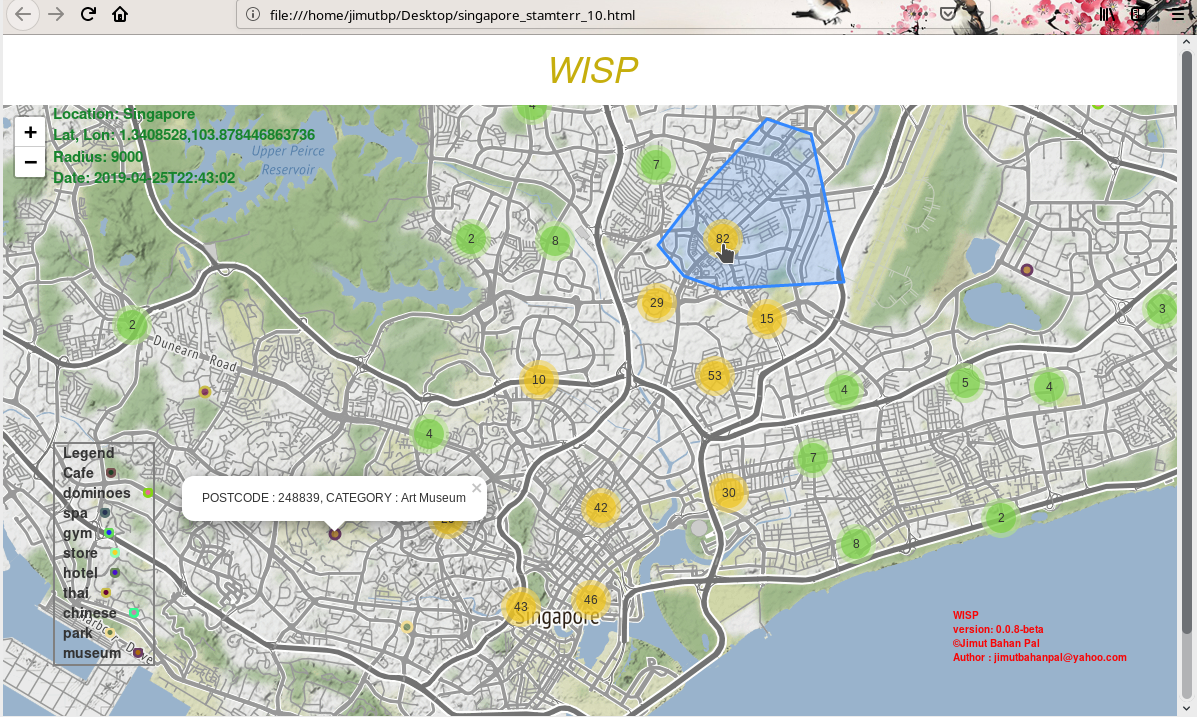 file:///home/jimutbp/Desktop/singapore_stamterr_10.html
WISP
+
−
Location: Singapore
Lat, Lon: 1.3408528,103.878446863736
Radius: 9000
Date: 2019-04-25T22:43:02
Upper Peirce
Reservoir
4
7
2
8
82
29
15
3
2
Dunearn Road
10
53
4
5
4
4
7
Legend
Cafe
dominoes
spa
gym
store
hotel
thai
chinese
park
museum
POSTCODE : 248839, CATEGORY : Art Museum
×
30
42
2
8
43
46
Singapore
WISP
version: 0.0.8-beta
©Jimut Bahan Pal
Author : jimutbahanpal@yahoo.com